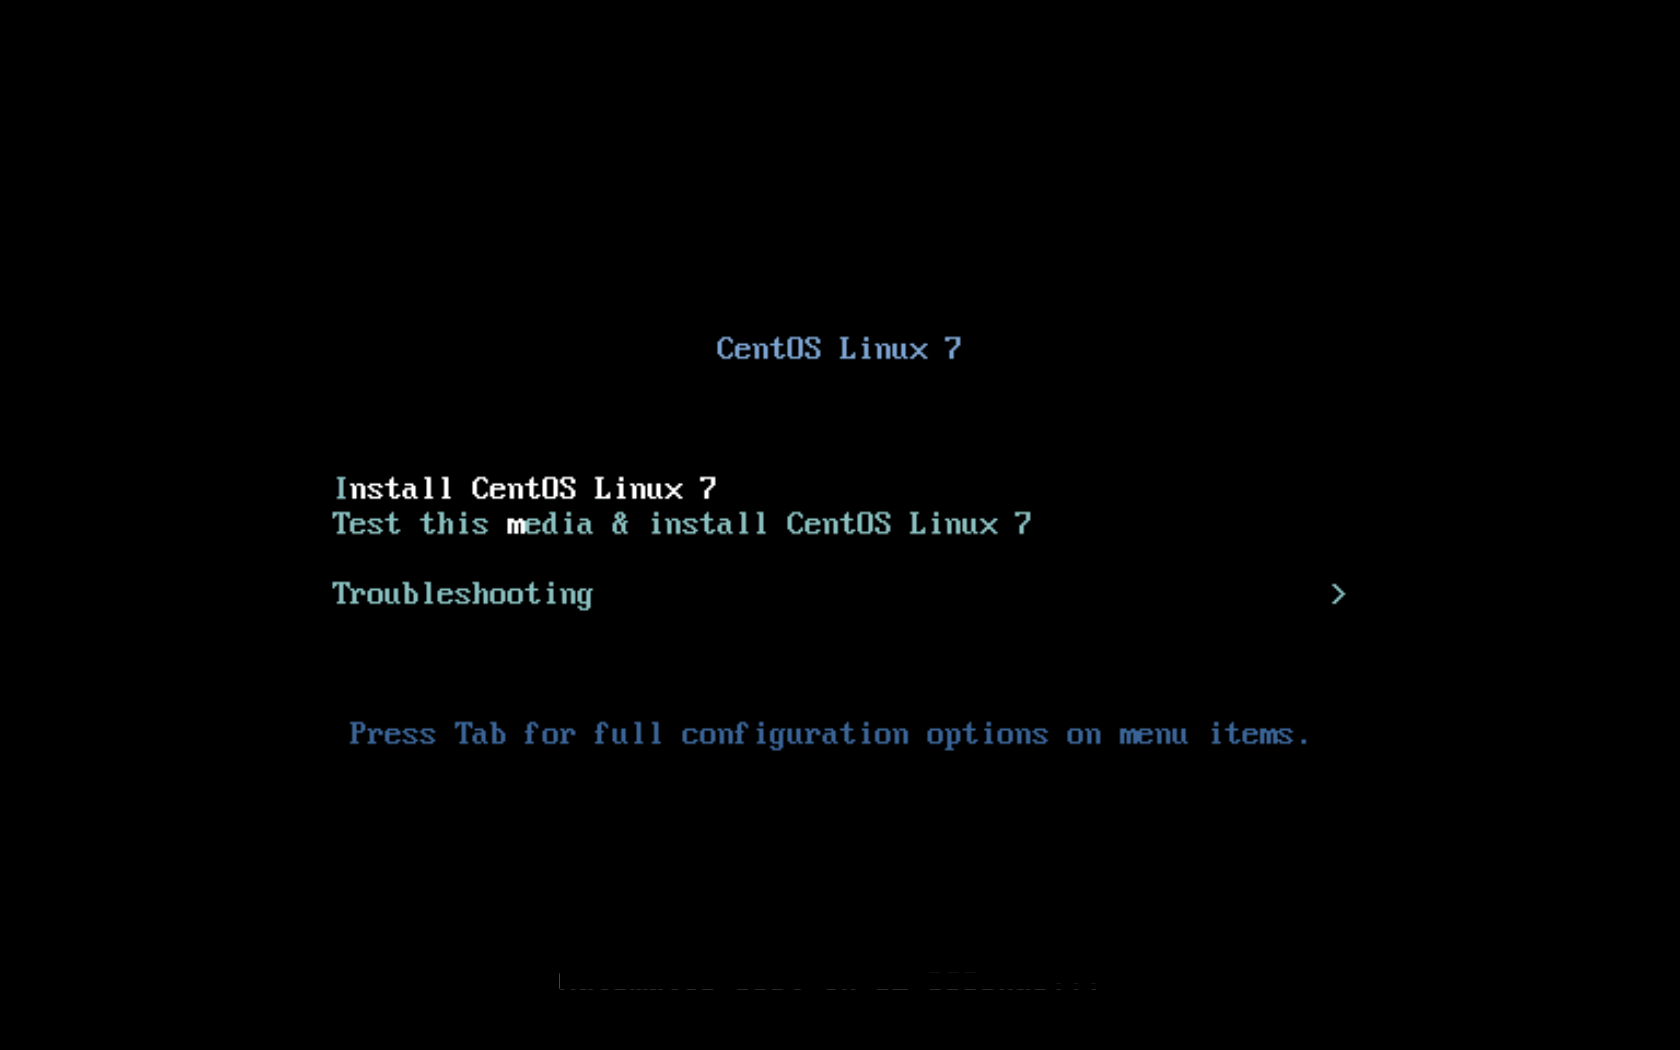 CentOS Linux 7
Install CentOS Linux 7
Test this media & install CentOS Linux 7
Troubleshooting >
Press Tab for full configuration options on menu items.